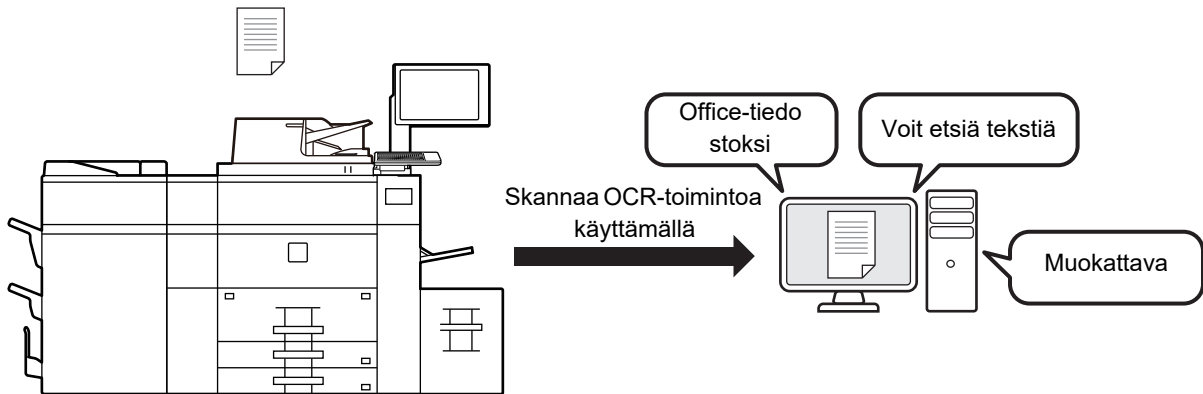 Office-tiedo
stoksi
Voit etsiä tekstiä
Skannaa OCR-toimintoa
käyttämällä
Muokattava